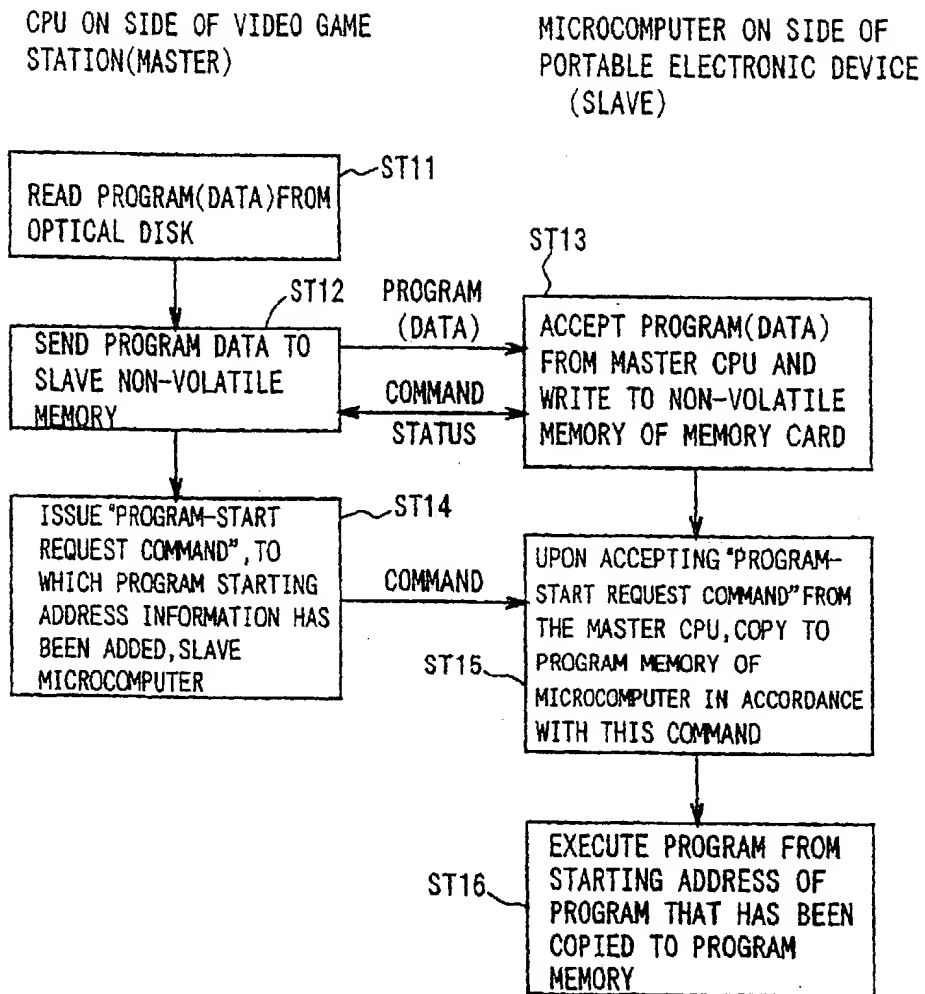 CPU ON SIDE OF VIDEO GAME
STATION(MASTER)
MICROCOMPUTER ON SIDE OF
PORTABLE ELECTRONIC DEVICE
(SLAVE)
ST11
READ PROGRAM(DATA)FROM
OPTICAL DISK
ST12
SEND PROGRAM DATA TO
SLAVE NON-VOLATILE
MEMORY
PROGRAM
(DATA)
COMMAND
STATUS
ST13
ACCEPT PROGRAM(DATA)
FROM MASTER CPU AND
WRITE TO NON-VOLATILE
MEMORY OF MEMORY CARD
ST14
ISSUE "PROGRAM-START
REQUEST COMMAND", TO
WHICH PROGRAM STARTING
ADDRESS INFORMATION HAS
BEEN ADDED, SLAVE
MICROCOMPUTER
COMMAND
ST15
UPON ACCEPTING "PROGRAM-
START REQUEST COMMAND" FROM
THE MASTER CPU, COPY TO
PROGRAM MEMORY OF
MICROCOMPUTER IN ACCORDANCE
WITH THIS COMMAND
ST16
EXECUTE PROGRAM FROM
STARTING ADDRESS OF
PROGRAM THAT HAS BEEN
COPIED TO PROGRAM
MEMORY